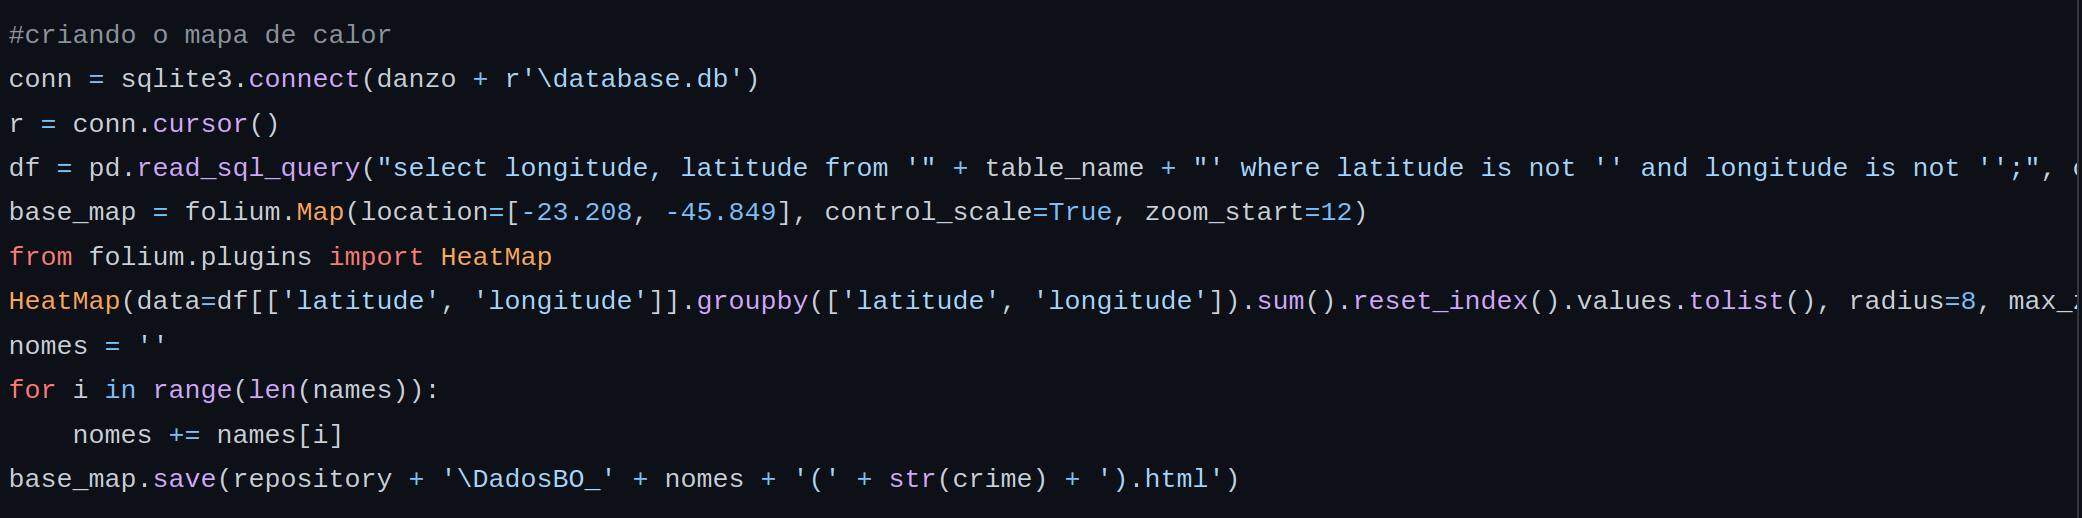 #criando o mapa de calor
conn = sqlite3.connect(danzo + r'\database.db')
r = conn.cursor()
df = pd.read_sql_query("select longitude, latitude from '" + table_name + "' where latitude is not '' and longitude is not '';",
base_map = folium.Map(location=[-23.208, -45.849], control_scale=True, zoom_start=12)
from folium.plugins import HeatMap
HeatMap(data=df[['latitude', 'longitude']].groupby(['latitude', 'longitude']).sum().reset_index().values.tolist(), radius=8, max_
nomes = ''
for i in range(len(names)):
    nomes += names[i]
base_map.save(repository + '\DadosBO_' + nomes + '(' + str(crime) + ').html')